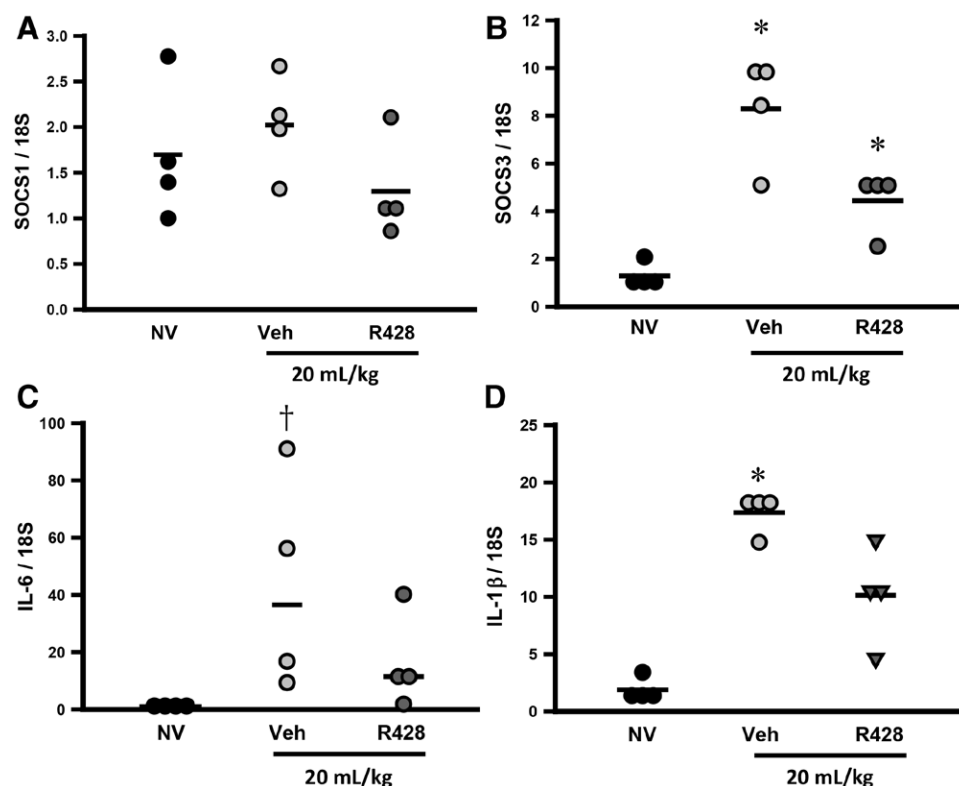 A
SOCS1 / 18S
3.0
2.5
2.0
1.5
1.0
0.5
0.0
NV
Veh
R428
20 mL/kg
B
SOCS3 / 18S
12
10
8
6
4
2
0
*
*
NV
Veh
R428
20 mL/kg
C
IL-6 / 18S
100
80
60
40
20
0
†
NV
Veh
R428
20 mL/kg
D
IL-1β / 18S
25
20
15
10
5
0
*
NV
Veh
R428
20 mL/kg